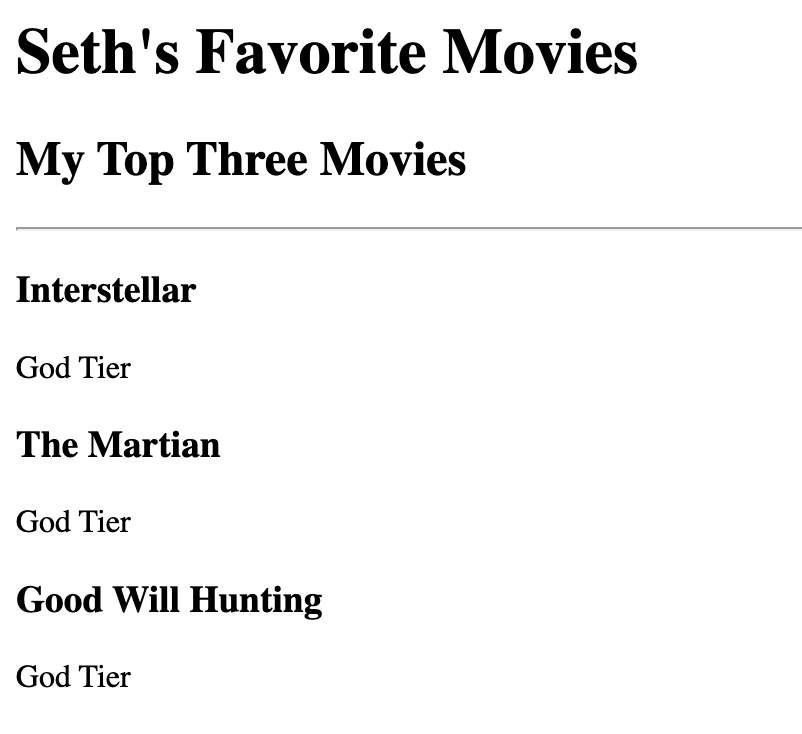 Seth's Favorite Movies
My Top Three Movies
Interstellar
God Tier
The Martian
God Tier
Good Will Hunting
God Tier